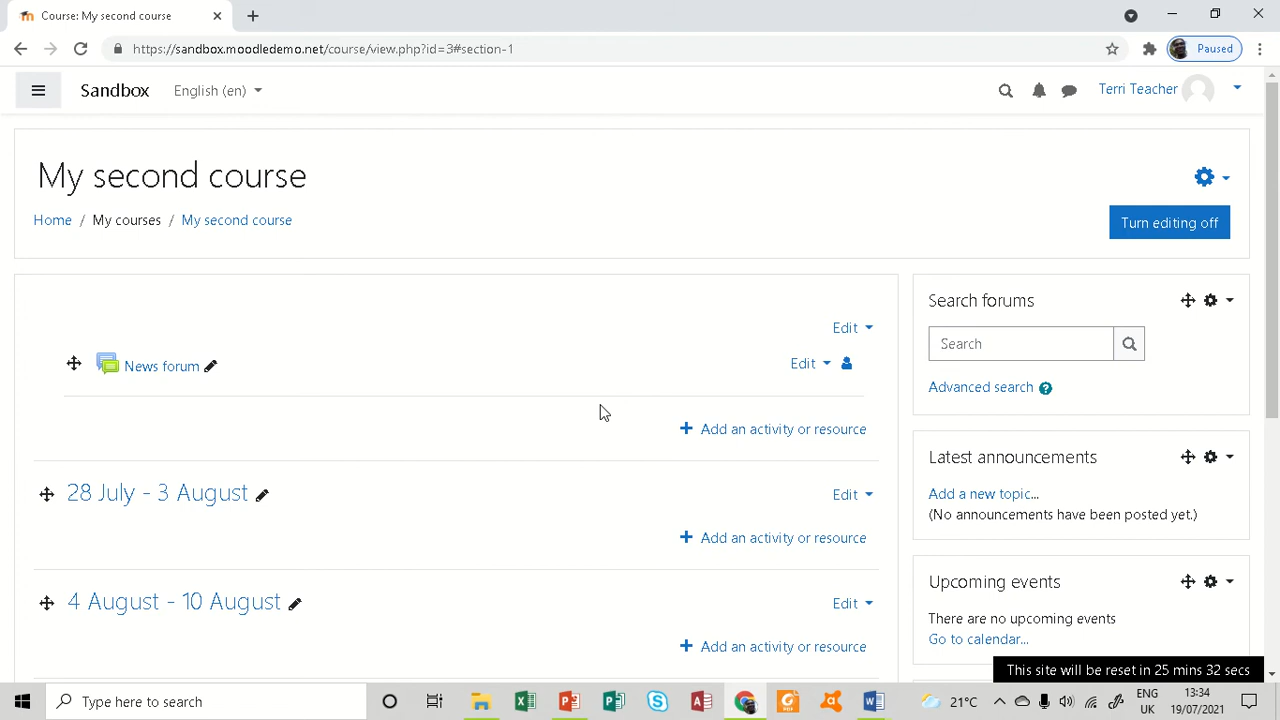 Course: My second course
https://sandbox.moodledemo.net/course/view.php?id=3#section-1
Paused
Sandbox
English (en)
Terri Teacher
My second course
Home / My courses / My second course
Turn editing off
Edit
News forum
Edit
+ Add an activity or resource
28 July - 3 August
Edit
+ Add an activity or resource
4 August - 10 August
Edit
+ Add an activity or resource
Search forums
Search
Advanced search
Latest announcements
Add a new topic...
(No announcements have been posted yet.)
Upcoming events
There are no upcoming events
Go to calendar...
This site will be reset in 25 mins 32 secs
Type here to search
21°C
ENG
UK
13:34
19/07/2021